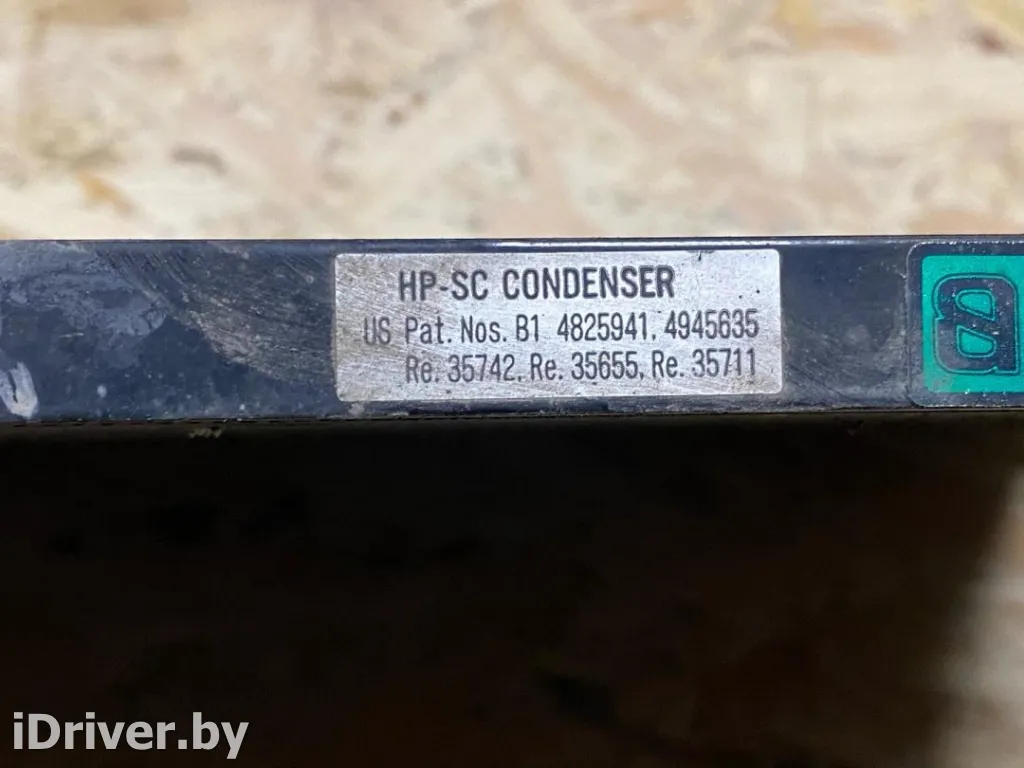 HP-SC CONDENSER
US Pat. Nos. B1 4825941, 4945635
Re. 35742, Re. 35655, Re. 35711
iDriver.by